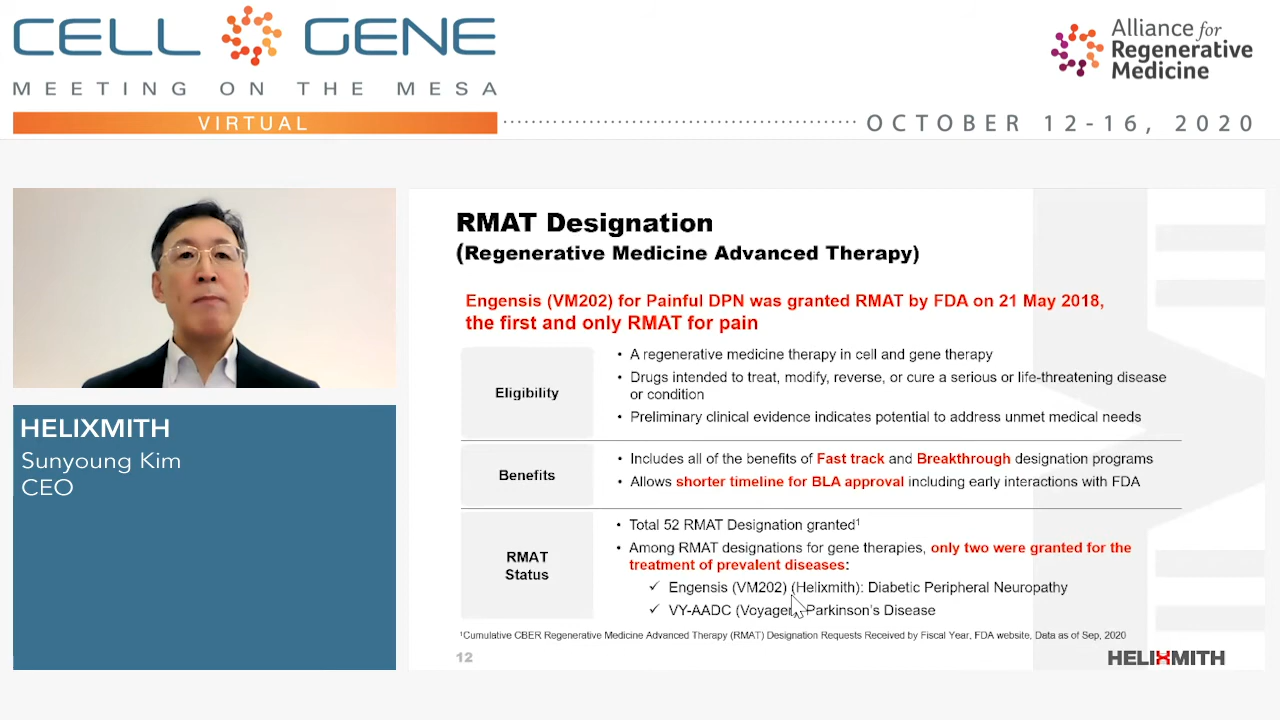 CELL GENE
MEETING ON THE MESA
VIRTUAL
Alliance for
Regenerative
Medicine
OCTOBER 12-16, 2020
HELIXMITH
Sunyoung Kim
CEO
RMAT Designation
(Regenerative Medicine Advanced Therapy)
Engensis (VM202) for Painful DPN was granted RMAT by FDA on 21 May 2018,
the first and only RMAT for pain
Eligibility
• A regenerative medicine therapy in cell and gene therapy
• Drugs intended to treat, modify, reverse, or cure a serious or life-threatening disease
or condition
• Preliminary clinical evidence indicates potential to address unmet medical needs
Benefits
• Includes all of the benefits of Fast track and Breakthrough designation programs
• Allows shorter timeline for BLA approval including early interactions with FDA
RMAT
Status
• Total 52 RMAT Designation granted¹
• Among RMAT designations for gene therapies, only two were granted for the
treatment of prevalent diseases:
✓ Engensis (VM202) (Helixmith): Diabetic Peripheral Neuropathy
✓ VY-AADC (Voyager): Parkinson's Disease
¹Cumulative CBER Regenerative Medicine Advanced Therapy (RMAT) Designation Requests Received by Fiscal Year, FDA website, Data as of Sep, 2020
12
HELIXMITH